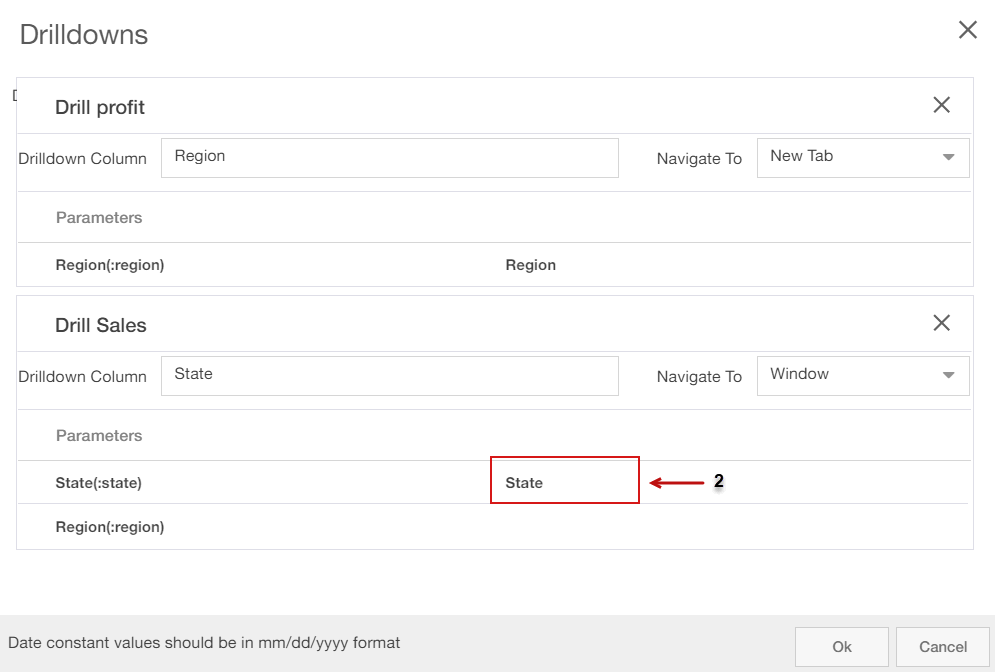 Drilldowns
Drill profit
Drilldown Column Region Navigate To New Tab
Parameters
Region(:region) Region
Drill Sales
Drilldown Column State Navigate To Window
Parameters
State(:state) State 2
Region(:region)
Date constant values should be in mm/dd/yyyy format Ok Cancel